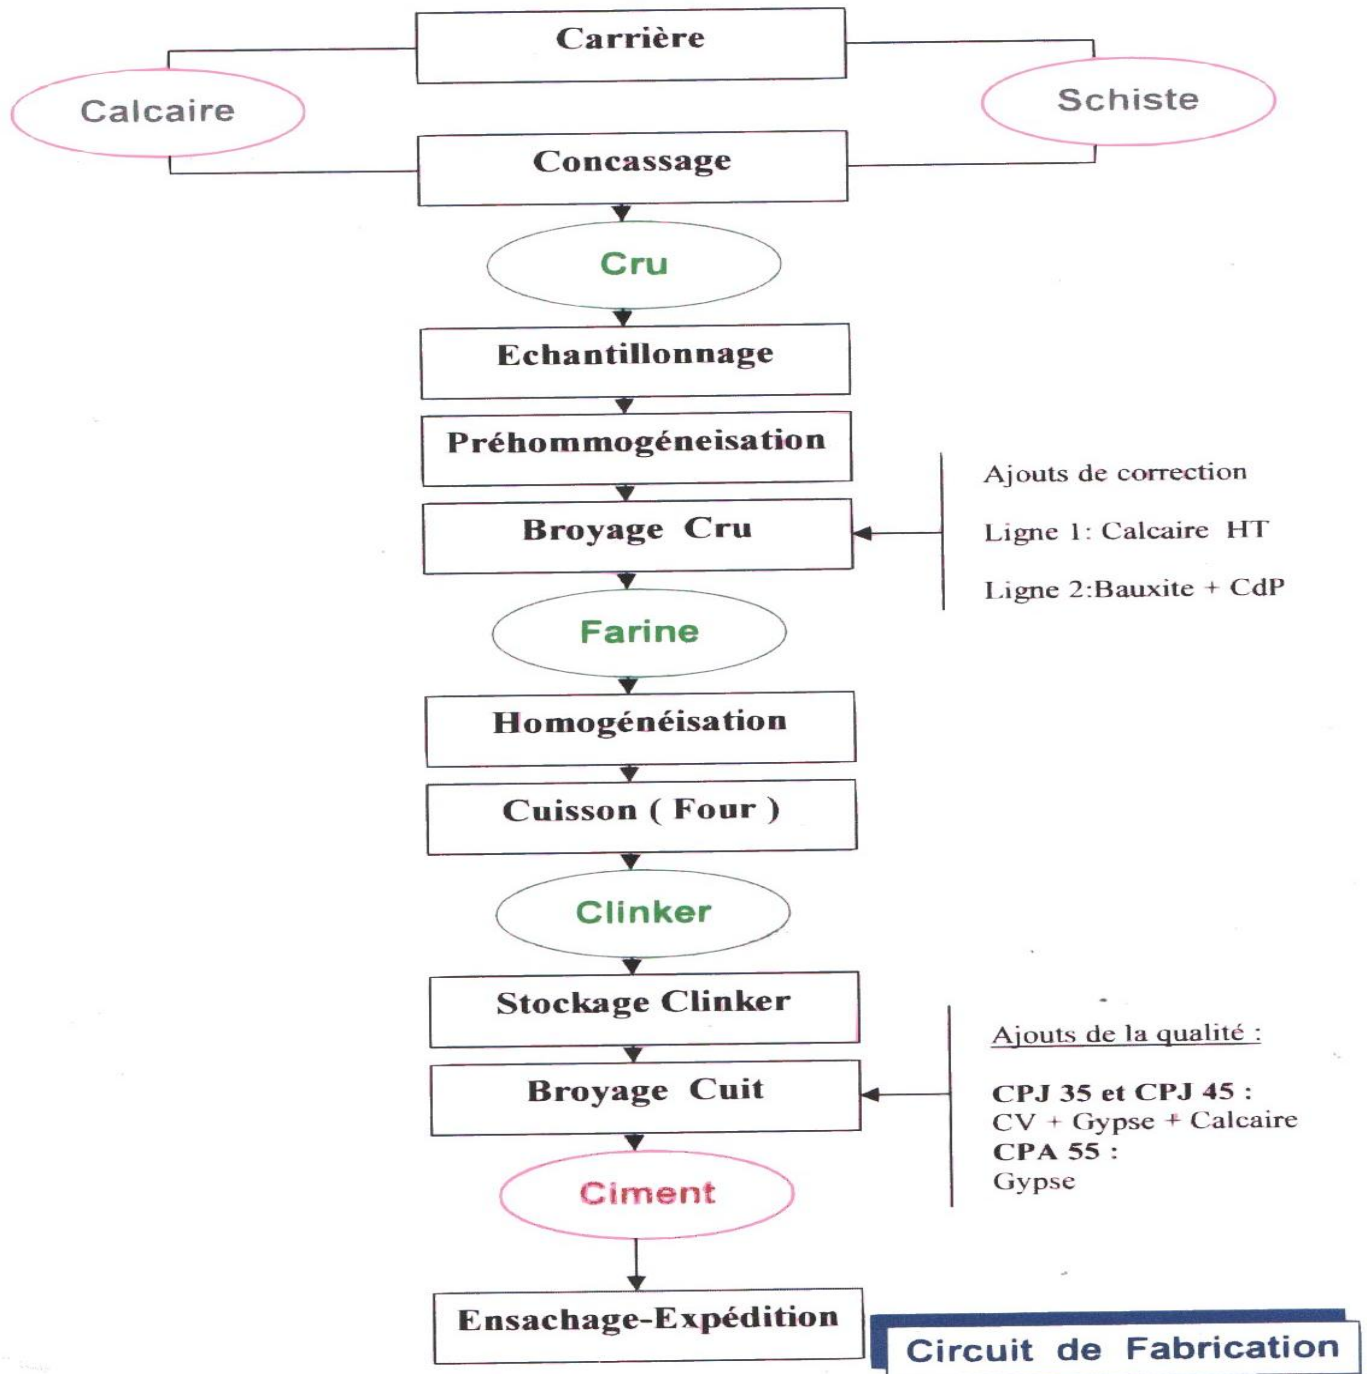 Carrière
Calcaire
Schiste
Concassage
Cru
Echantillonnage
Préhommogéneisation
Broyage Cru
Ajouts de correction
Ligne 1: Calcaire HT
Ligne 2:Bauxite + CdP
Farine
Homogénéisation
Cuisson ( Four )
Clinker
Stockage Clinker
Broyage Cuit
Ajouts de la qualité :
CPJ 35 et CPJ 45 :
CV + Gypse + Calcaire
CPA 55 :
Gypse
Ciment
Ensachage-Expédition
Circuit de Fabrication